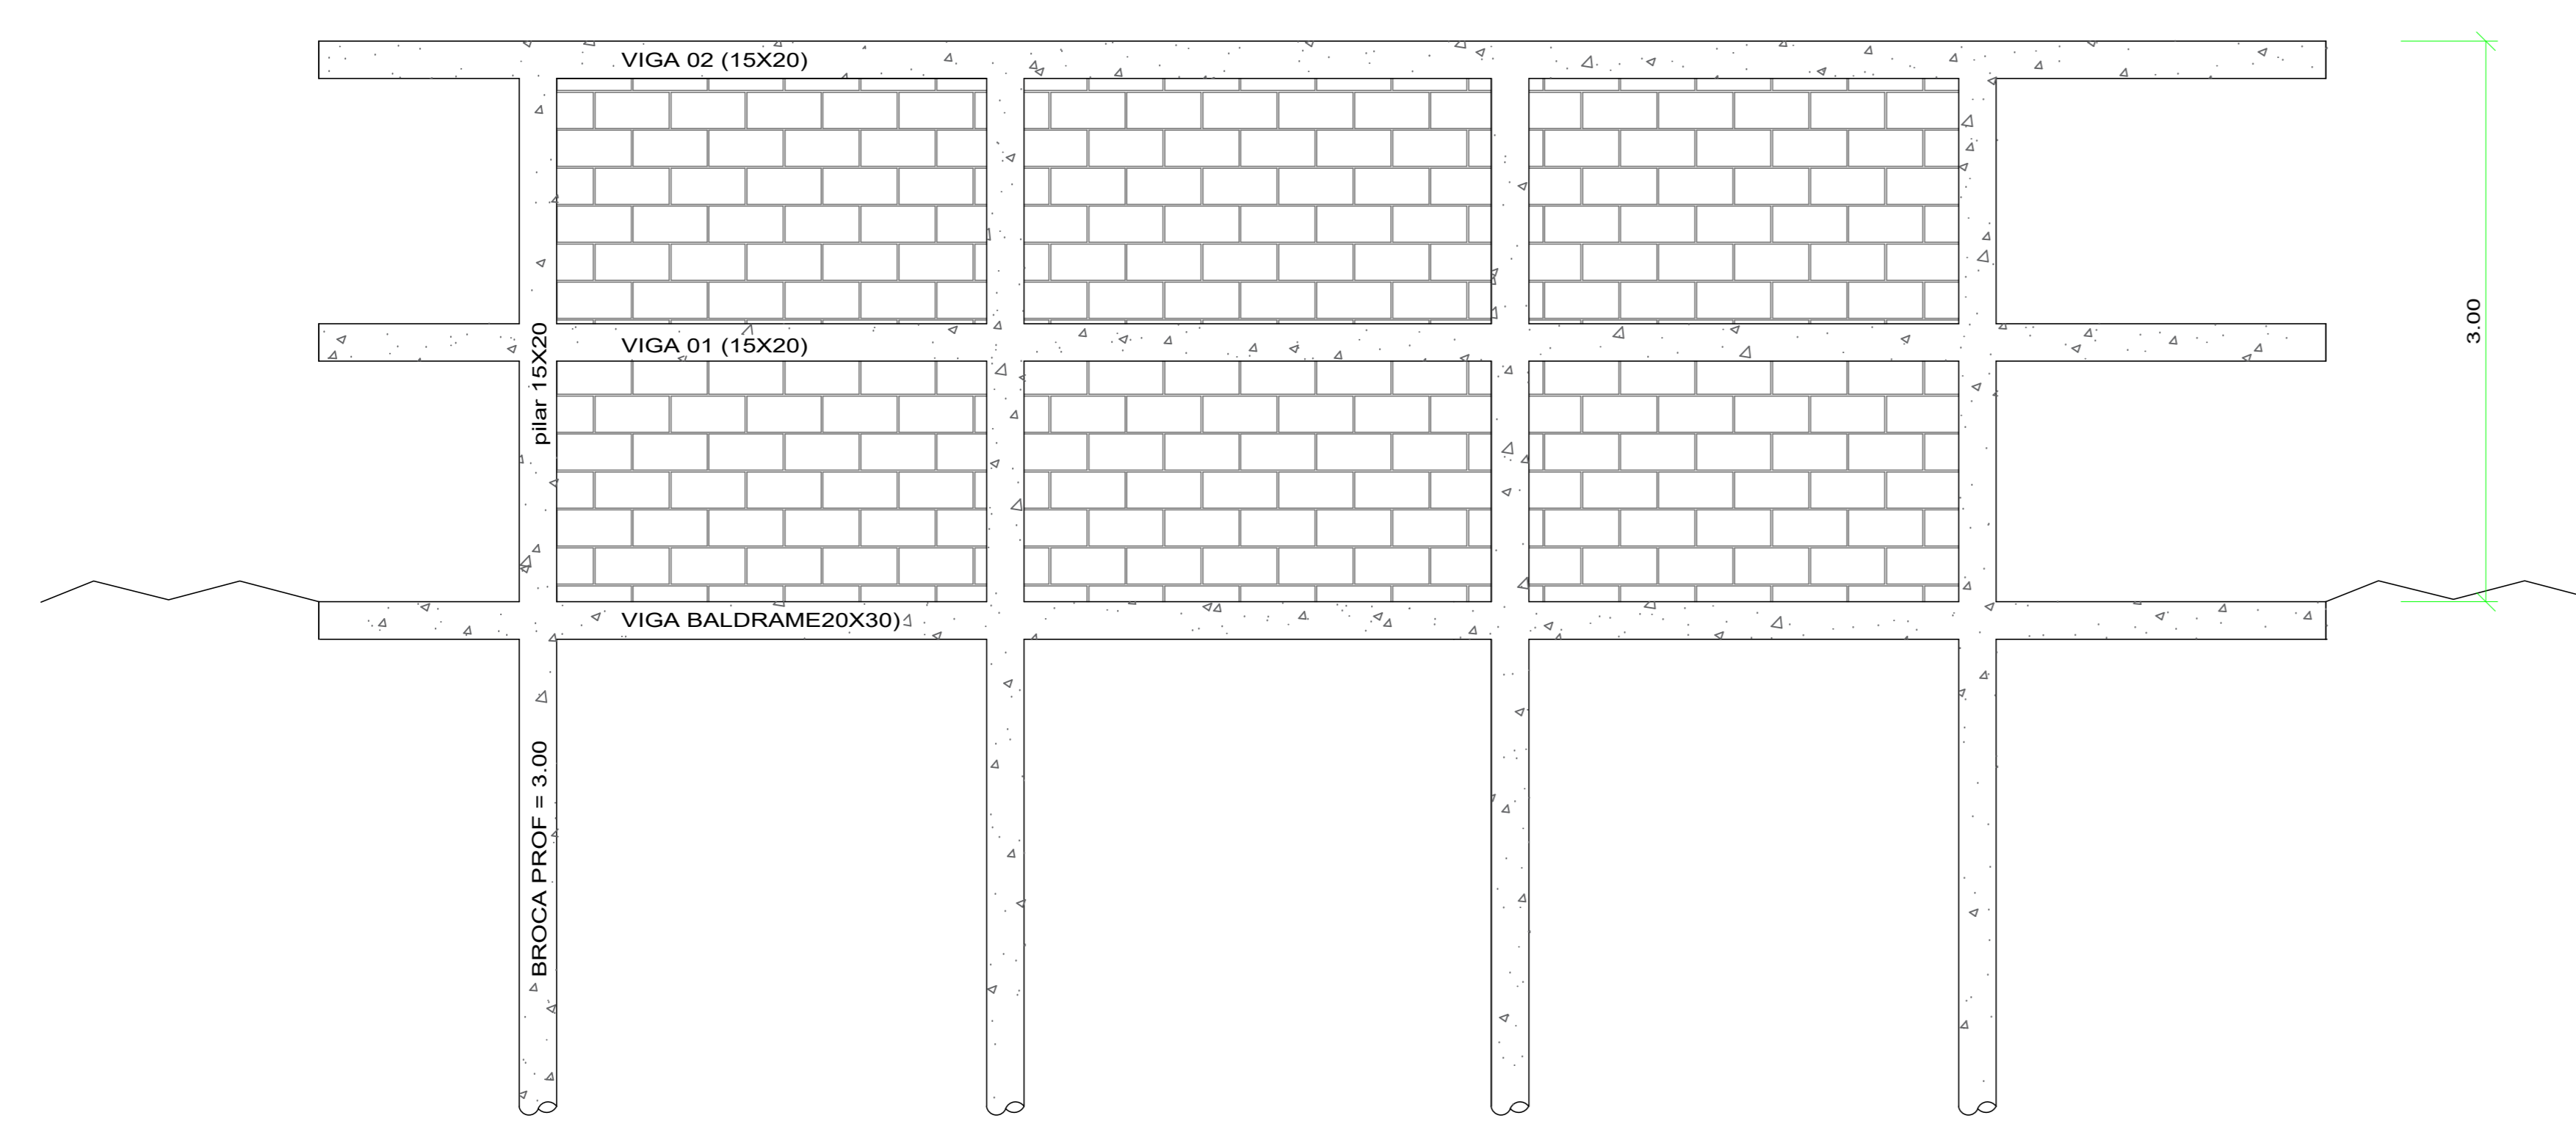 VIGA 02 (15X20)
3.00
pilar 15X20
VIGA 01 (15X20)
VIGA BALDRAME20X30)
BROCA PROF = 3.00